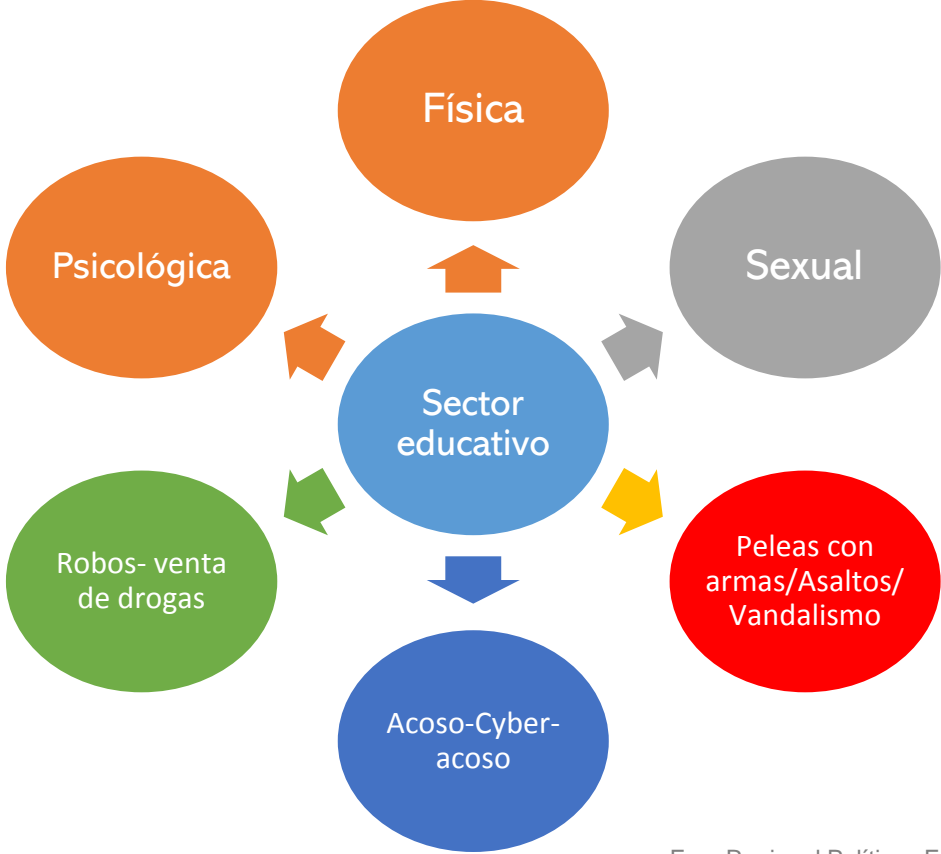 Física
Psicológica
Sexual
Sector
educativo
Robos- venta
de drogas
Peleas con
armas/Asaltos/
Vandalismo
Acoso-Cyber-
acoso